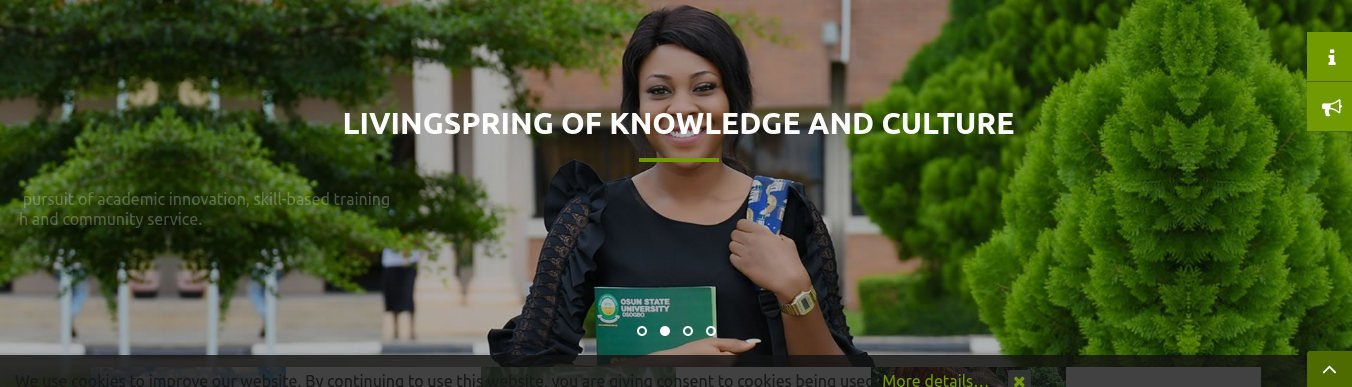 LIVINGSPRING OF KNOWLEDGE AND CULTURE
pursuit of academic innovation, skill-based training
h and community service.
OSUN STATE
UNIVERSITY
OSOGBO
We use cookies to improve our website. By continuing to use this website, you are giving consent to cookies being used. More details…